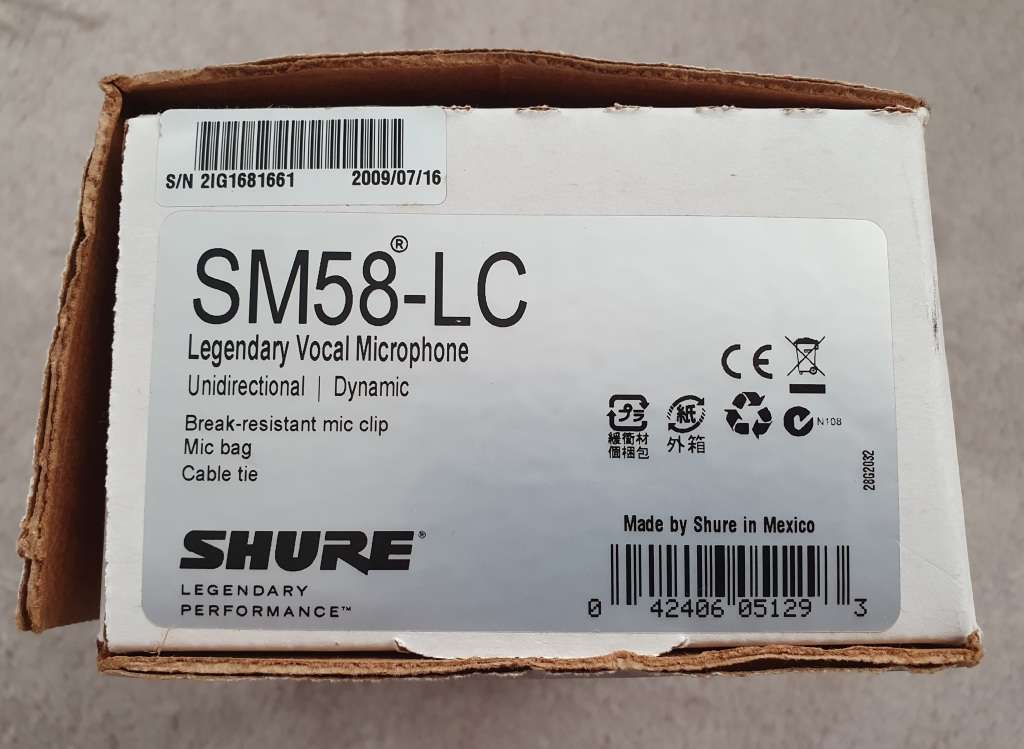 S/N 2IG1681661 2009/07/16
SM58®-LC
Legendary Vocal Microphone
Unidirectional | Dynamic
Break-resistant mic clip
Mic bag
Cable tie
CE
プラ
緩衝材
個梱包
紙
外箱
N108
28G2032
SHURE®
LEGENDARY
PERFORMANCE™
Made by Shure in Mexico
0 42406 05129 3